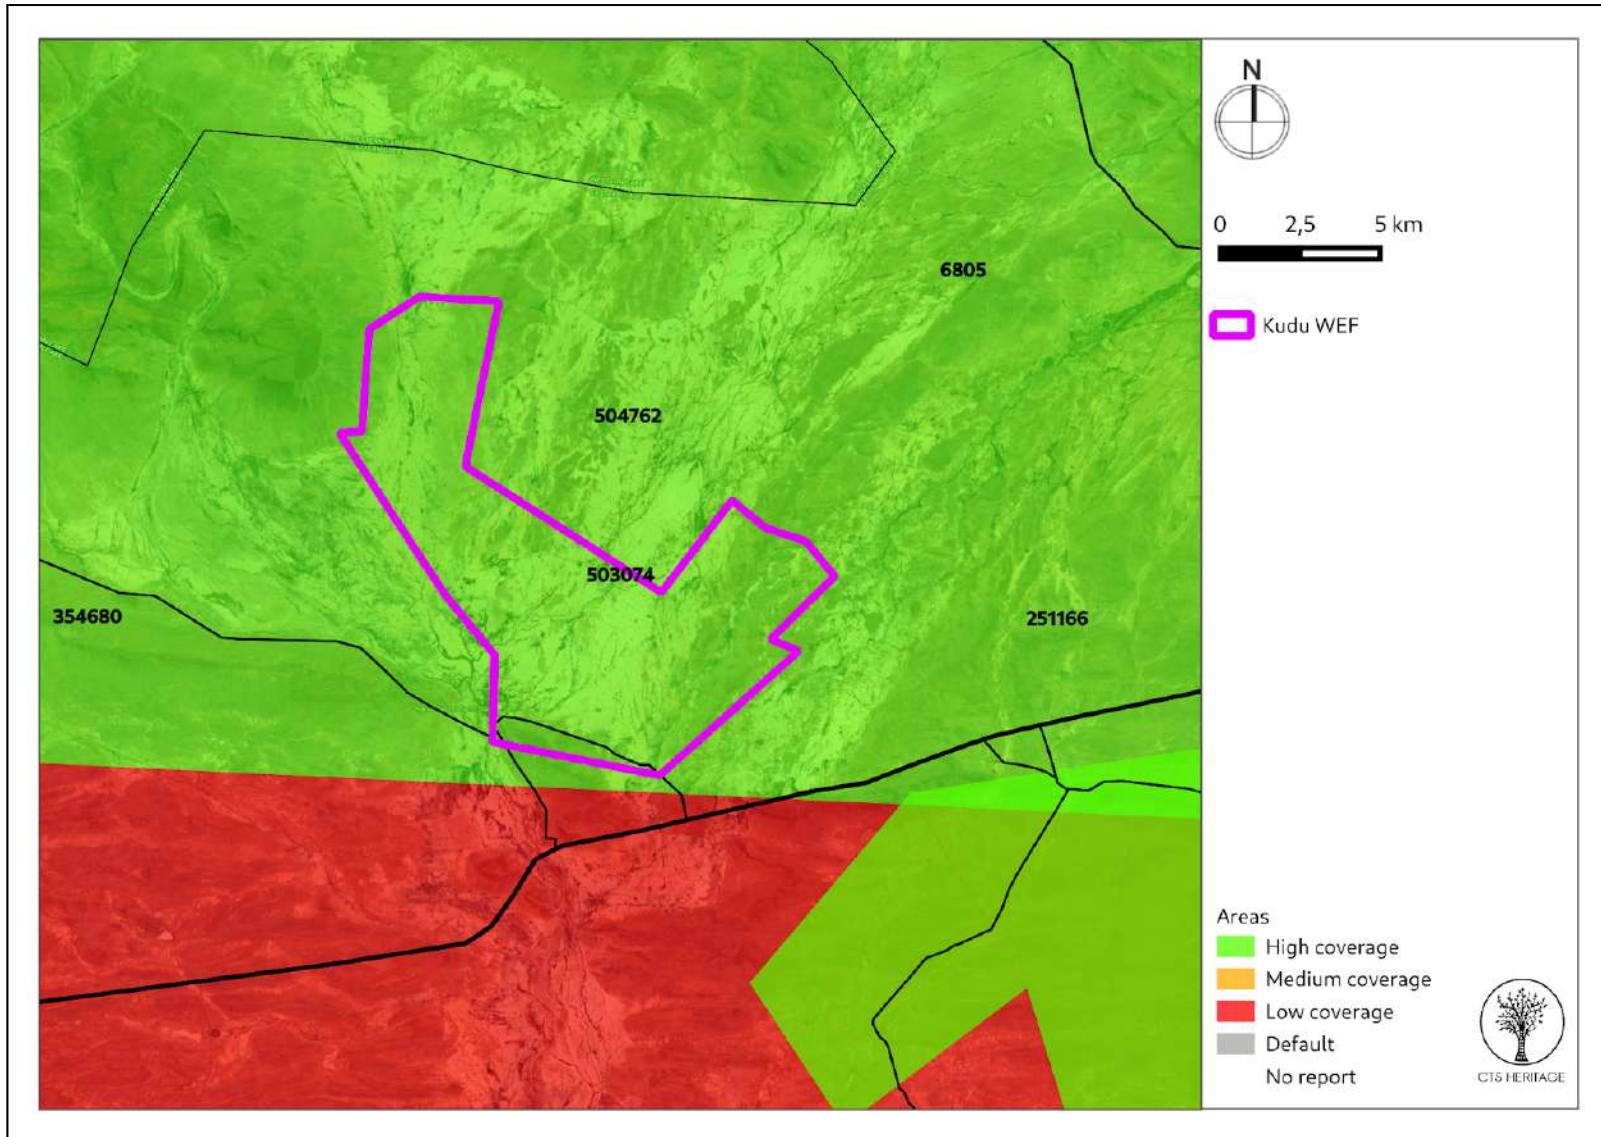 N
0 2,5 5 km
6805
Kudu WEF
504762
503074
354680
251166
Areas
High coverage
Medium coverage
Low coverage
Default
No report
CTS HERITAGE